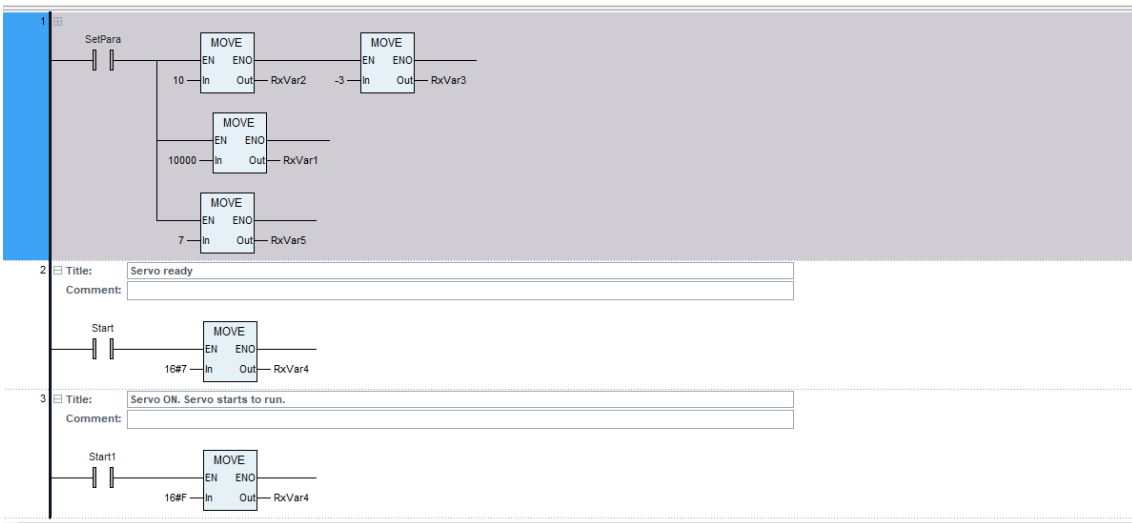 1
SetPara
MOVE MOVE
EN ENO EN ENO
10 In Out RxVar2 -3 In Out RxVar3
MOVE
EN ENO
10000 In Out RxVar1
MOVE
EN ENO
7 In Out RxVar5
2 Title: Servo ready
Comment:
Start
MOVE
EN ENO
16#7 In Out RxVar4
3 Title: Servo ON. Servo starts to run.
Comment:
Start1
MOVE
EN ENO
16#F In Out RxVar4